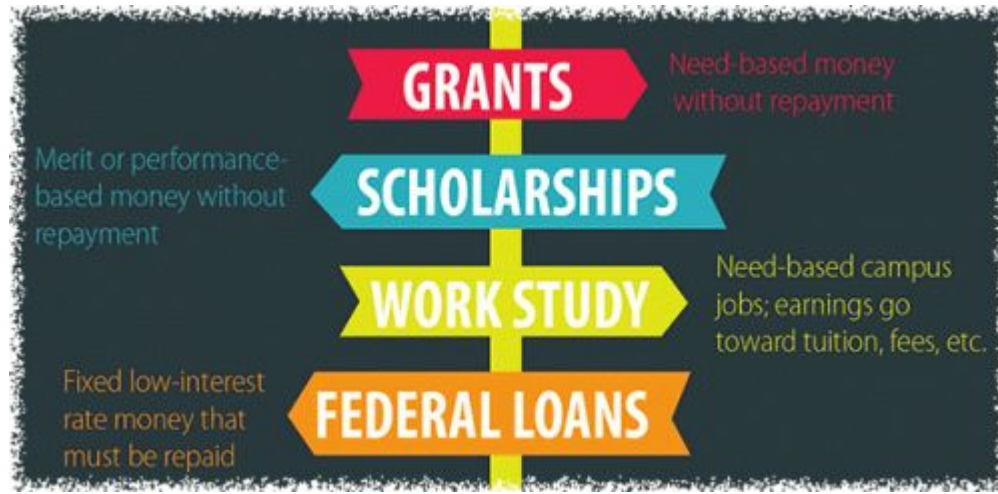 GRANTS
Need-based money
without repayment
Merit or performance-
based money without
repayment
SCHOLARSHIPS
WORK STUDY
Need-based campus
jobs; earnings go
toward tuition, fees, etc.
Fixed low-interest
rate money that
must be repaid
FEDERAL LOANS